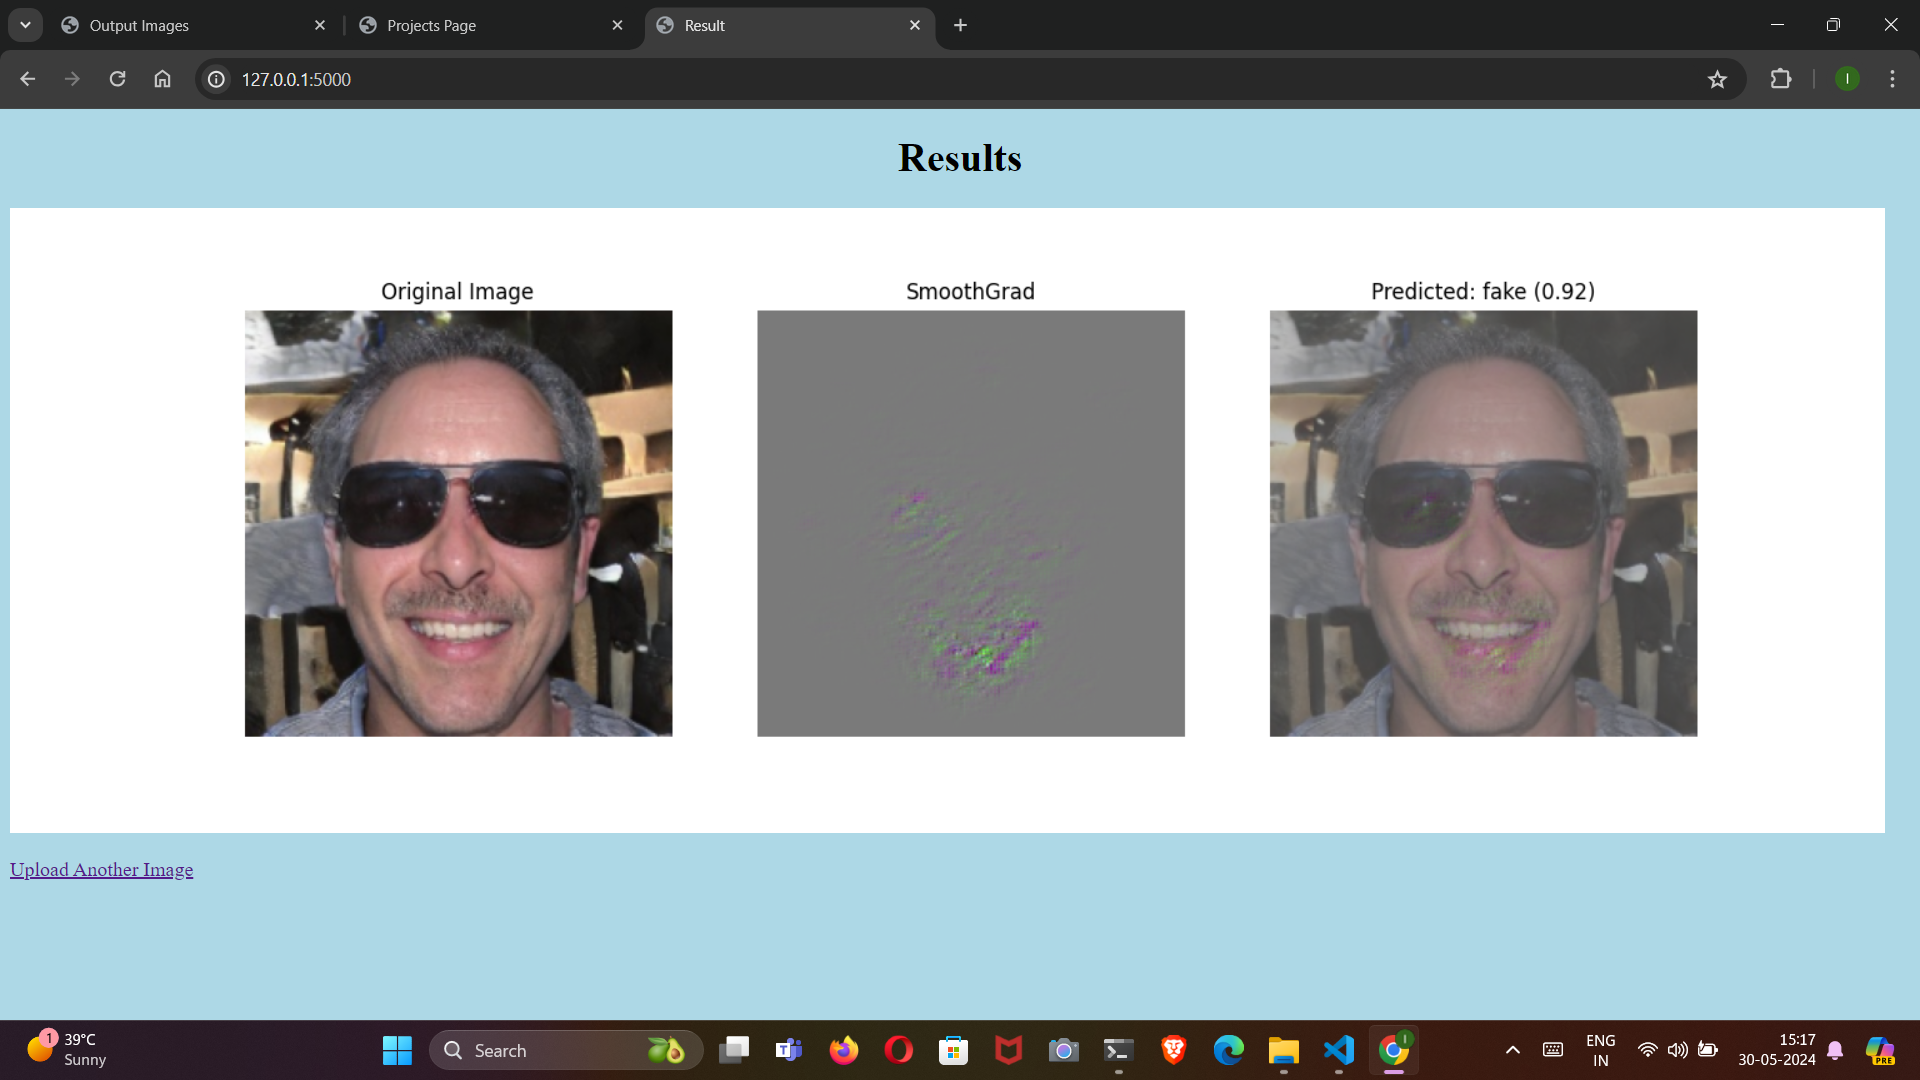 Output Images
Projects Page
Result
127.0.0.1:5000
I
Results
Original Image
SmoothGrad
Predicted: fake (0.92)
Upload Another Image
1
39°C
Sunny
Search
I
ENG
IN
15:17
30-05-2024
PRE